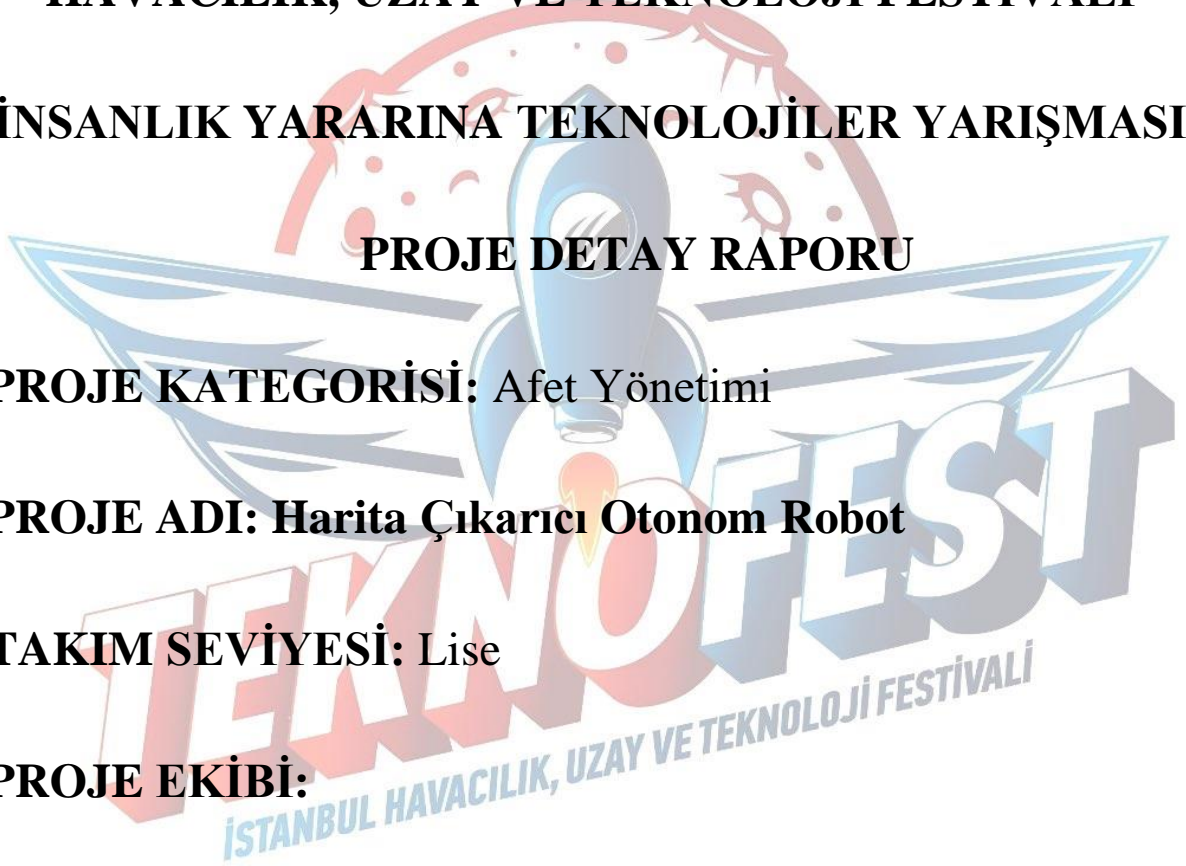 HAVACILIK, UZAY VE TEKNOLOJİ FESTİVALİ
İNSANLIK YARARINA TEKNOLOJİLER YARIŞMASI
PROJE DETAY RAPORU
PROJE KATEGORİSİ: Afet Yönetimi
PROJE ADI: Harita Çıkarıcı Otonom Robot
TAKIM SEVİYESİ: Lise
PROJE EKİBİ:
TEKNOFEST
İSTANBUL HAVACILIK, UZAY VE TEKNOLOJİ FESTİVALİ